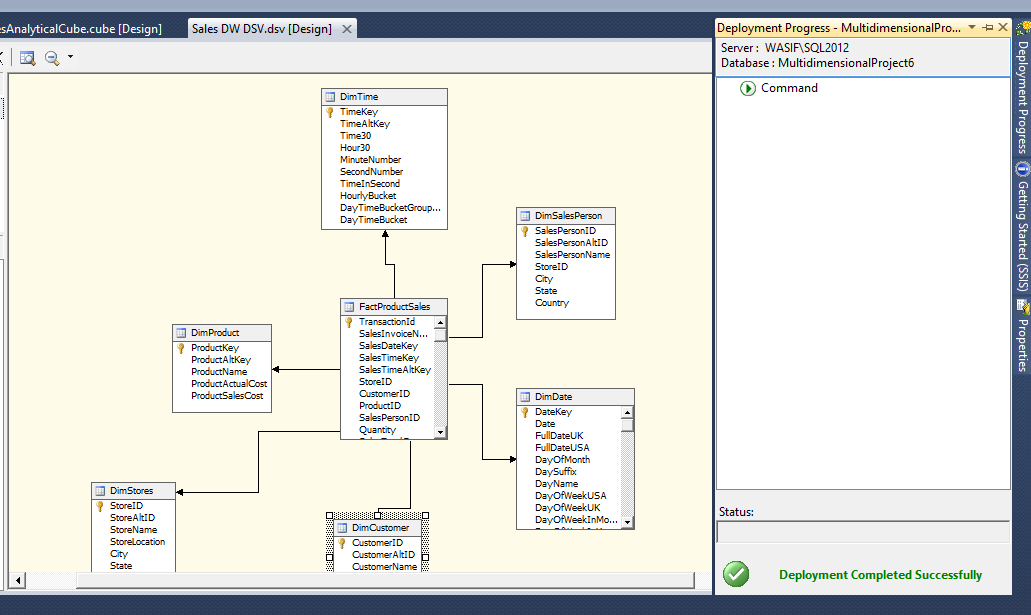 esAnalyticalCube.cube [Design]
Sales DW DSV.dsv [Design]
DimTime
TimeKey
TimeAltKey
Time30
Hour30
MinuteNumber
SecondNumber
TimeInSecond
HourlyBucket
DayTimeBucketGroup...
DayTimeBucket
DimSalesPerson
SalesPersonID
SalesPersonAltID
SalesPersonName
StoreID
City
State
Country
FactProductSales
TransactionId
SalesInvoiceN...
SalesDateKey
SalesTimeKey
SalesTimeAltKey
StoreID
CustomerID
ProductID
SalesPersonID
Quantity
DimProduct
ProductKey
ProductAltKey
ProductName
ProductActualCost
ProductSalesCost
DimDate
DateKey
Date
FullDateUK
FullDateUSA
DayOfMonth
DaySuffix
DayName
DayOfWeekUSA
DayOfWeekUK
DayOfWeekInMo...
DimStores
StoreID
StoreAltID
StoreName
StoreLocation
City
State
DimCustomer
CustomerID
CustomerAltID
CustomerName
Deployment Progress - MultidimensionalPro...
Server : WASIF\SQL2012
Database : MultidimensionalProject6
Command
Status:
Deployment Completed Successfully
Deployment Progress
Getting Started (SSIS)
Properties